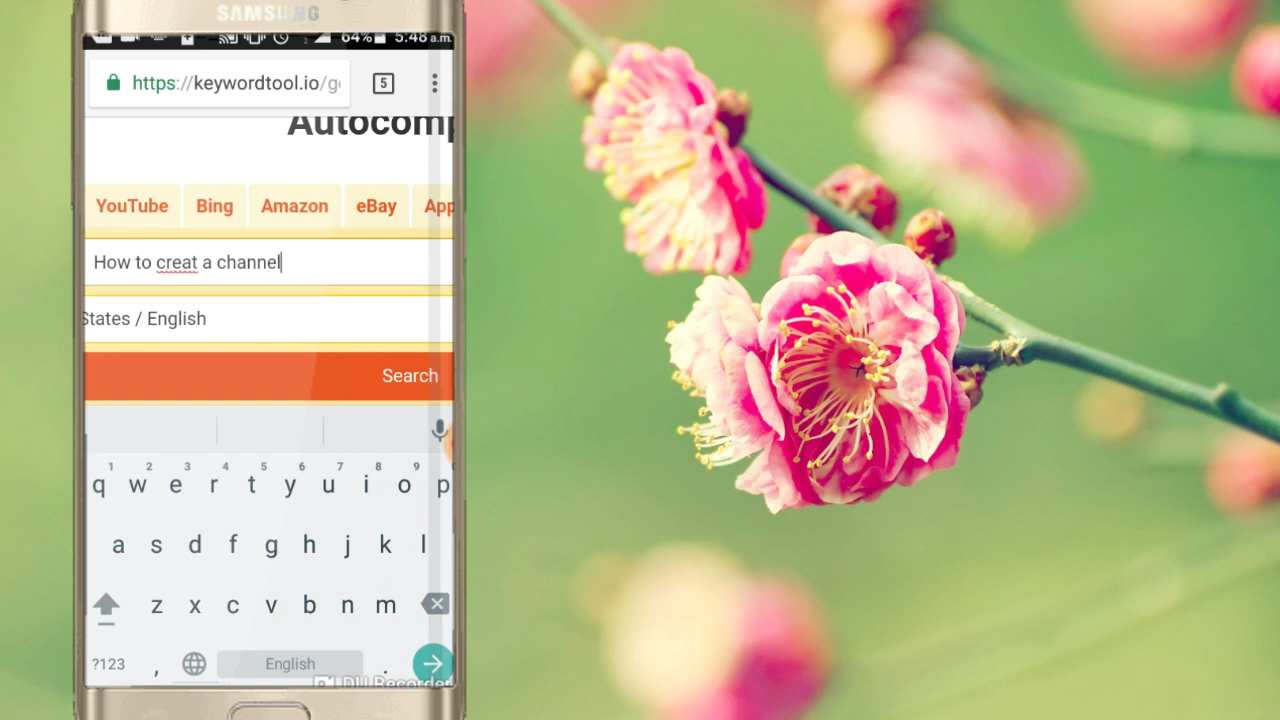 SAMSUNG
64% 5:48 a.m.
https://keywordtool.io/g
5
Autocomp
YouTube Bing Amazon eBay App
How to creat a channel
States / English
Search
1 2 3 4 5 6 7 8 9
q w e r t y u i o p
a s d f g h j k l
z x c v b n m
?123 , English .
DU Recorder